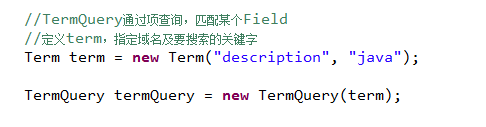 //TermQuery通过项查询，匹配某个Field
//定义term，指定域名及要搜索的关键字
Term term = new Term("description", "java");
TermQuery termQuery = new TermQuery(term);